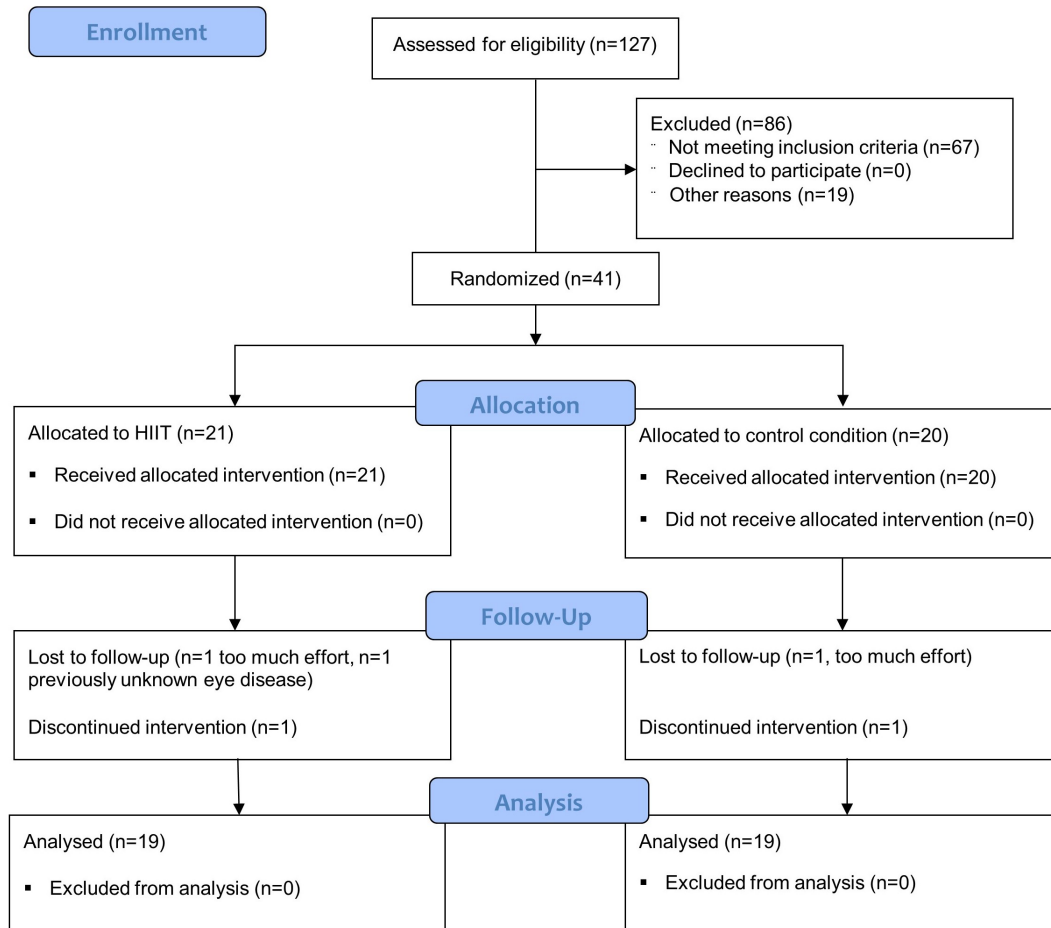 Enrollment
Assessed for eligibility (n=127)
Excluded (n=86)
¨ Not meeting inclusion criteria (n=67)
¨ Declined to participate (n=0)
¨ Other reasons (n=19)
Randomized (n=41)
Allocation
Allocated to HIIT (n=21)
▪ Received allocated intervention (n=21)
▪ Did not receive allocated intervention (n=0)
Allocated to control condition (n=20)
▪ Received allocated intervention (n=20)
▪ Did not receive allocated intervention (n=0)
Follow-Up
Lost to follow-up (n=1 too much effort, n=1
previously unknown eye disease)
Discontinued intervention (n=1)
Lost to follow-up (n=1, too much effort)
Discontinued intervention (n=1)
Analysis
Analysed (n=19)
▪ Excluded from analysis (n=0)
Analysed (n=19)
▪ Excluded from analysis (n=0)